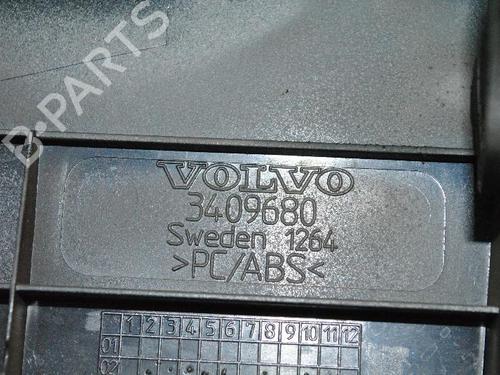 B-PARTS
VOLVO
3409680
Sweden 1264
>PC/ABS<
1 2 3 4 5 6 7 8 9 10 11 12
01
02